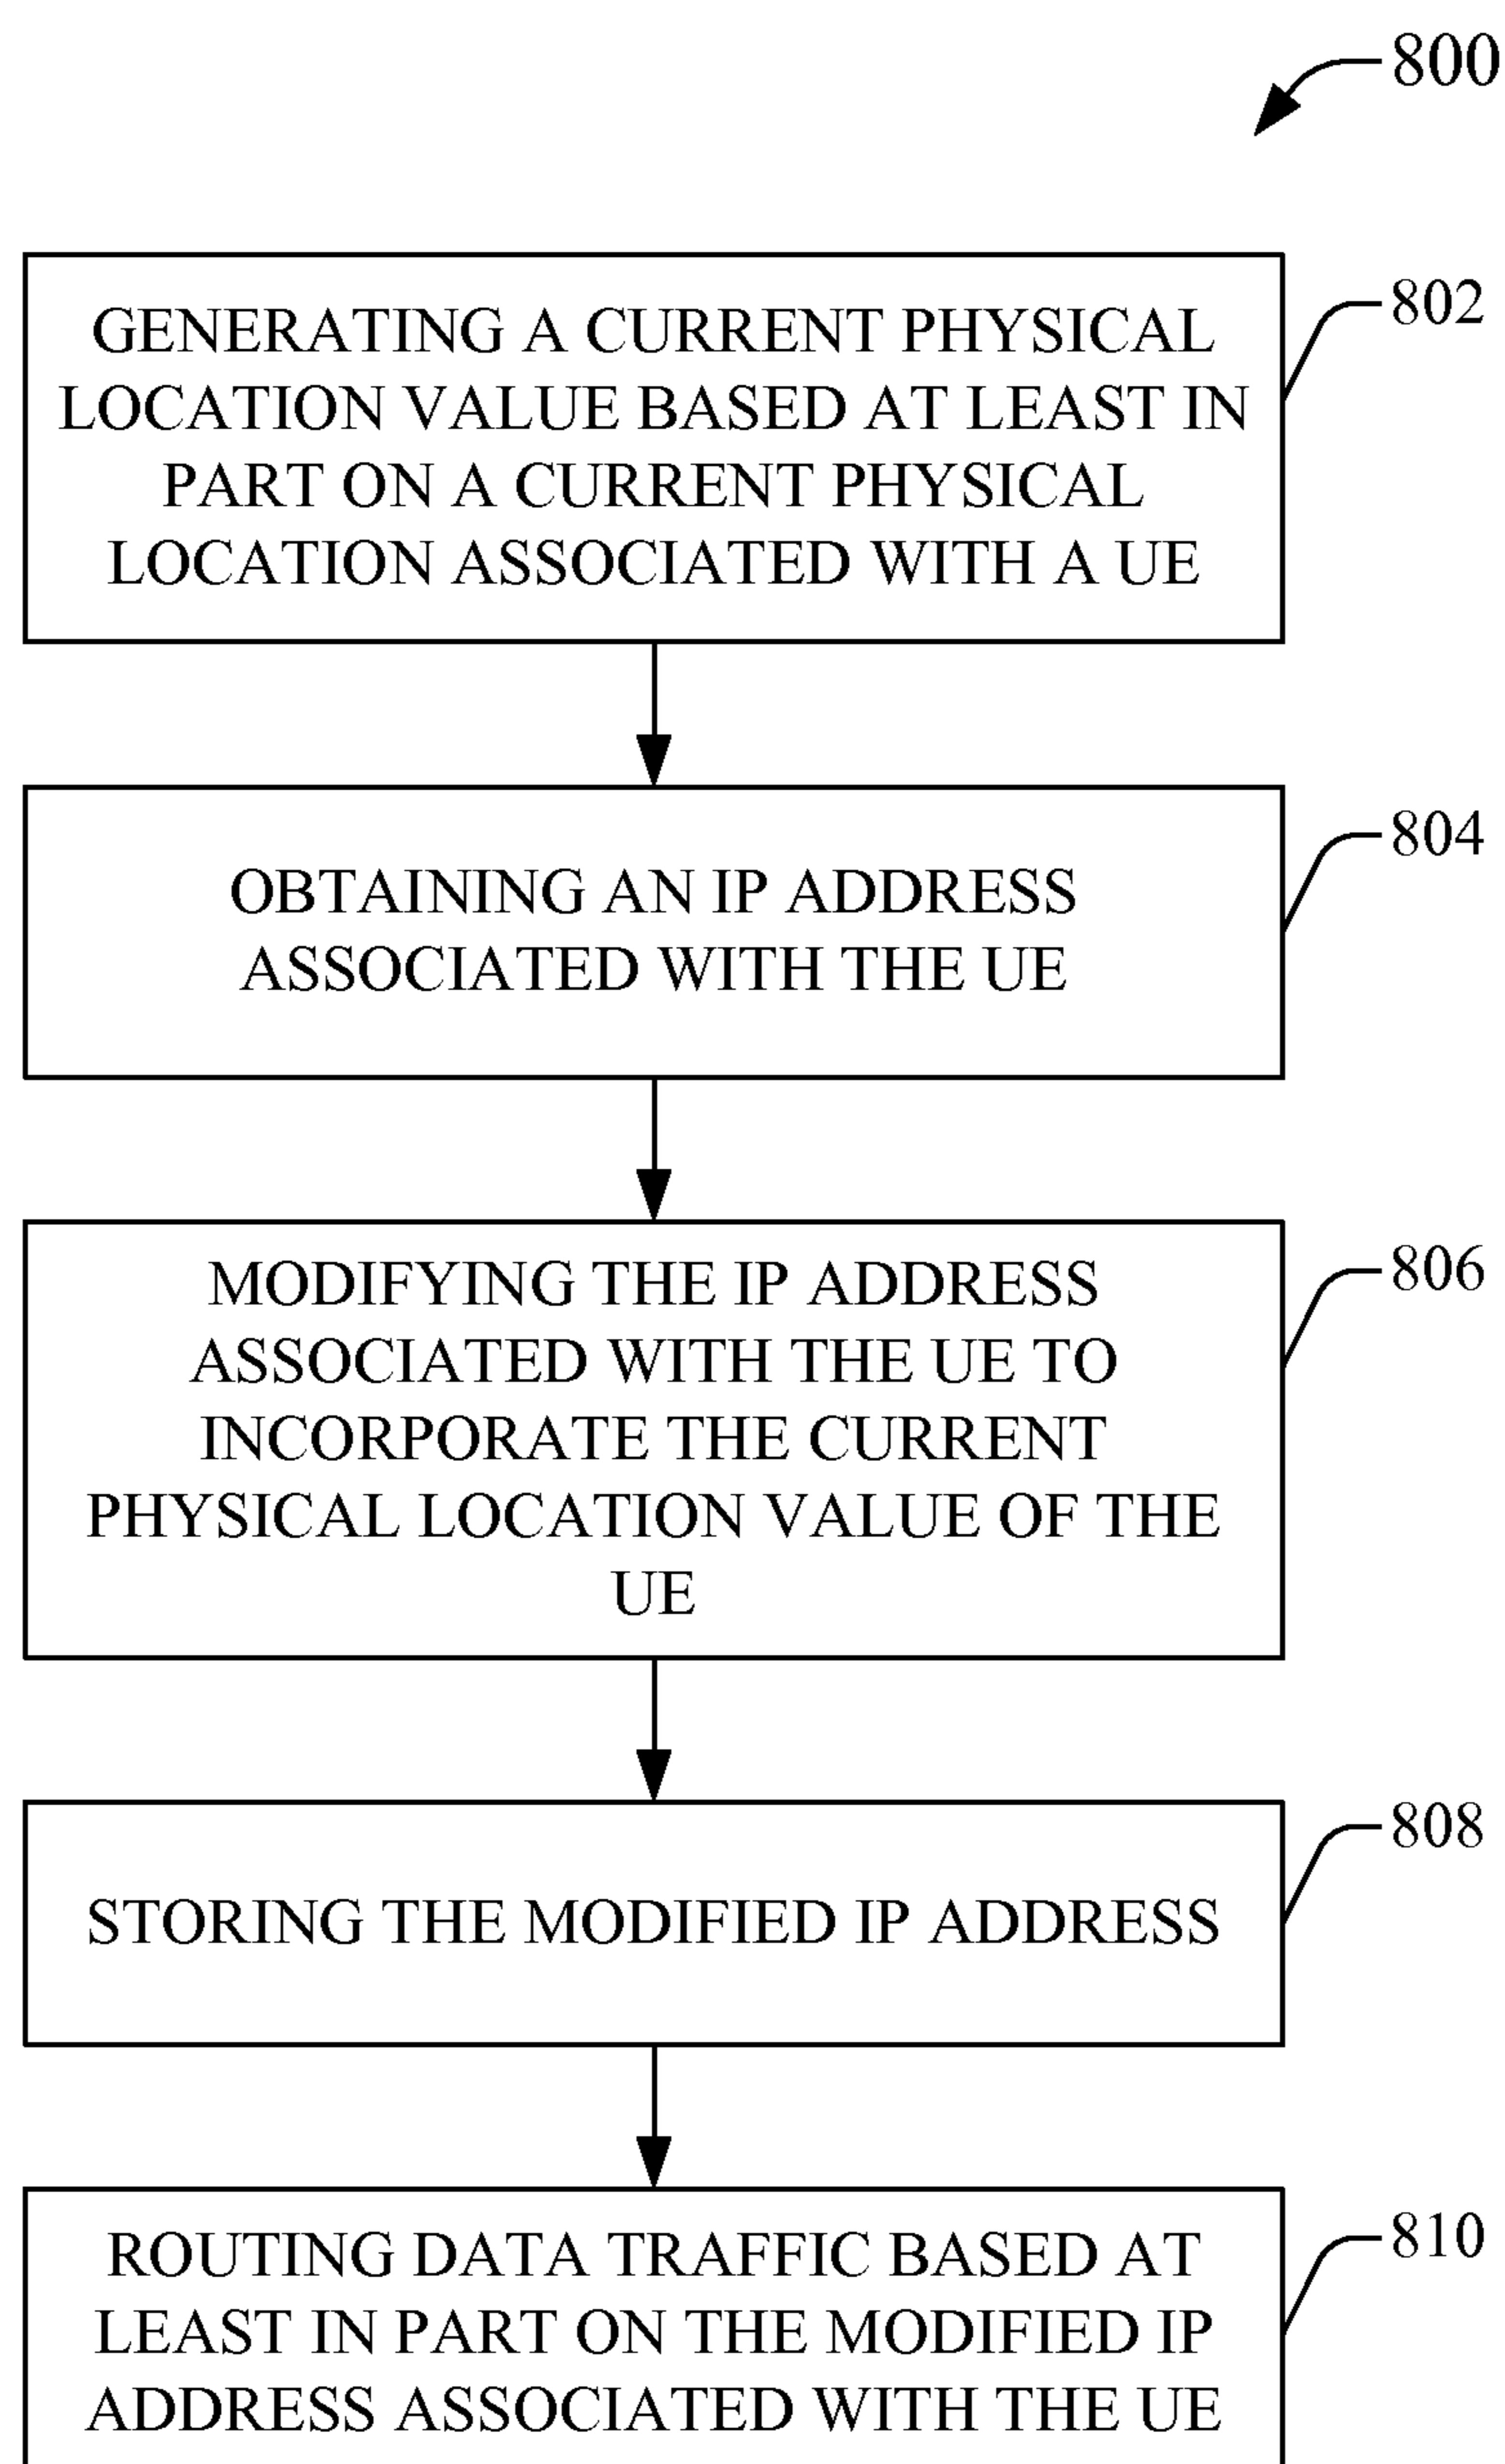 800
GENERATING A CURRENT PHYSICAL
LOCATION VALUE BASED AT LEAST IN
PART ON A CURRENT PHYSICAL
LOCATION ASSOCIATED WITH A UE
802
OBTAINING AN IP ADDRESS
ASSOCIATED WITH THE UE
804
MODIFYING THE IP ADDRESS
ASSOCIATED WITH THE UE TO
INCORPORATE THE CURRENT
PHYSICAL LOCATION VALUE OF THE
UE
806
STORING THE MODIFIED IP ADDRESS
808
ROUTING DATA TRAFFIC BASED AT
LEAST IN PART ON THE MODIFIED IP
ADDRESS ASSOCIATED WITH THE UE
810